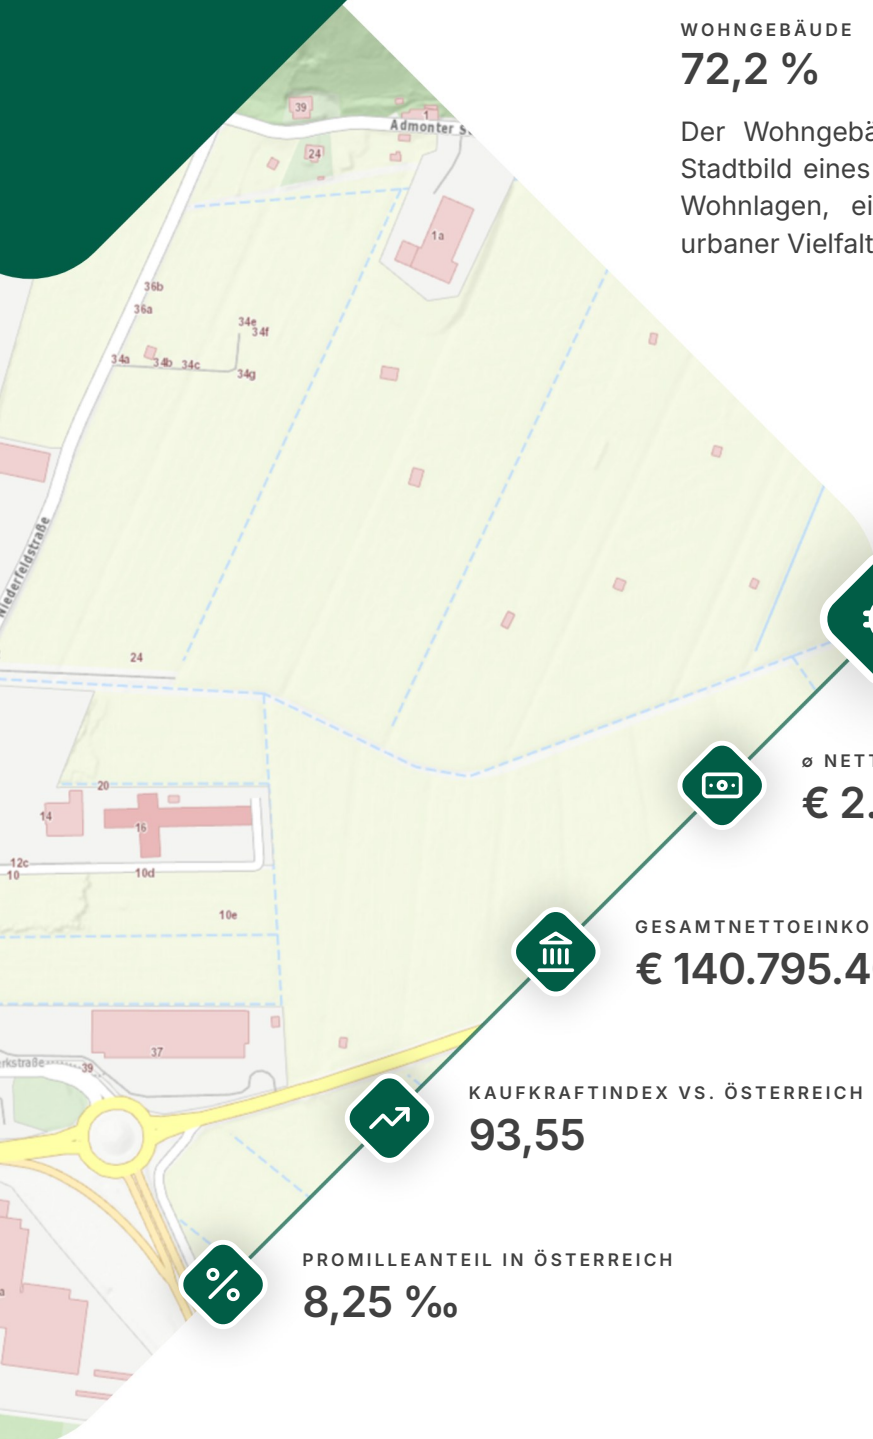 WOHNGEBÄUDE
72,2 %
Der Wohngebä
Stadtbild eines
Wohnlagen, ei
urbaner Vielfalt
39
1
Admonter S
24
1a
36b
36a
34e
34f
34a
34b
34c
34g
Niederfeldstraße
24
ø NETT
€ 2.
20
14
16
12c
10
10d
10e
GESAMTNETTOEINKO
€ 140.795.4
37
rkstraße
39
KAUFKRAFTINDEX VS. ÖSTERREICH
93,55
PROMILLEANTEIL IN ÖSTERREICH
8,25 ‰
a